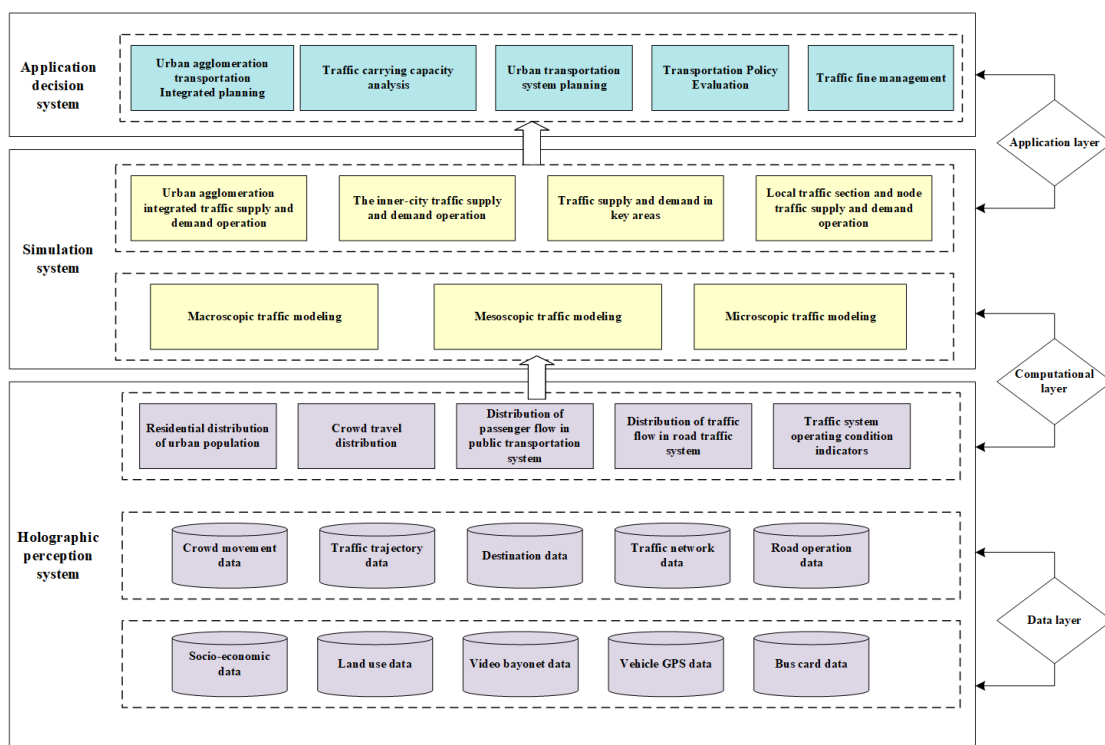 Application
decision
system
Urban agglomeration
transportation
Integrated planning
Traffic carrying capacity
analysis
Urban transportation
system planning
Transportation Policy
Evaluation
Traffic fine management
Application layer
Simulation
system
Urban agglomeration
integrated traffic supply and
demand operation
The inner-city traffic supply
and demand operation
Traffic supply and demand in
key areas
Local traffic section and node
traffic supply and demand
operation
Macroscopic traffic modeling
Mesoscopic traffic modeling
Microscopic traffic modeling
Computational
layer
Holographic
perception
system
Residential distribution
of urban population
Crowd travel
distribution
Distribution of
passenger flow in
public transportation
system
Distribution of traffic
flow in road traffic
system
Traffic system
operating condition
indicators
Crowd movement
data
Traffic trajectory
data
Destination data
Traffic network
data
Road operation
data
Data layer
Socio-economic
data
Land use data
Video bayonet data
Vehicle GPS data
Bus card data